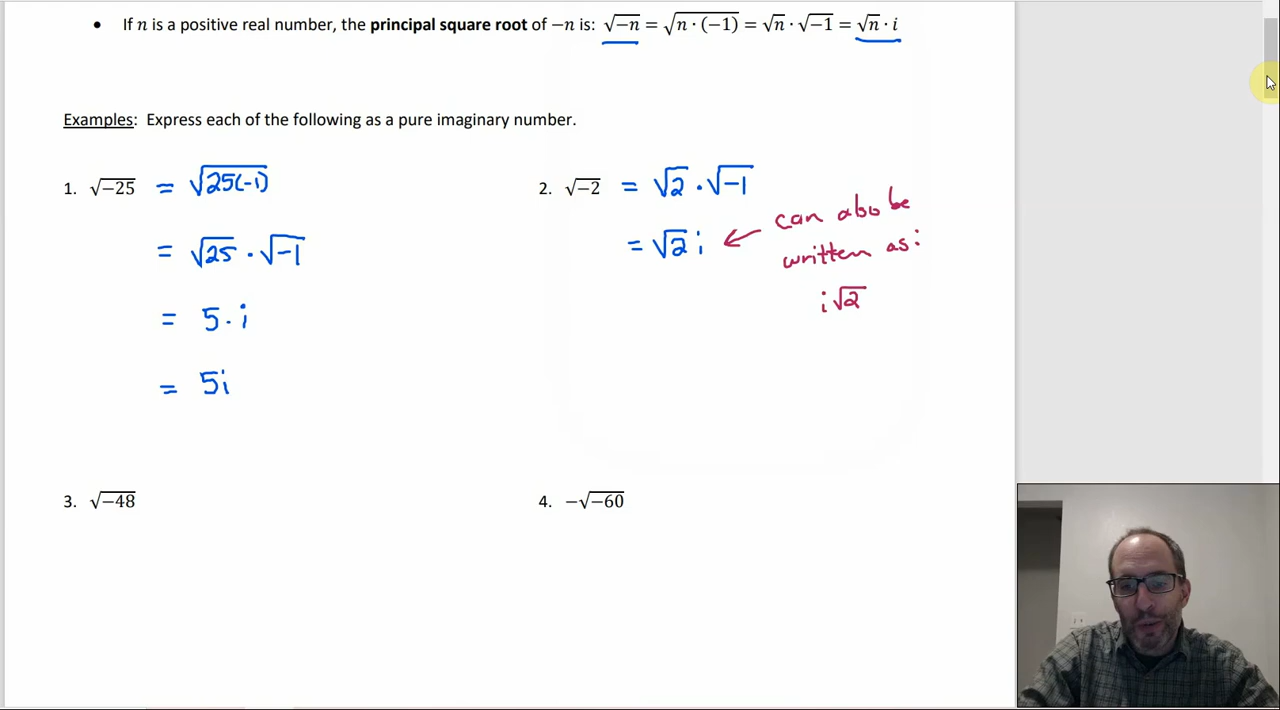 • If n is a positive real number, the principal square root of −n is: √−n = √n · (−1) = √n · √−1 = √n · i
Examples: Express each of the following as a pure imaginary number.
1. √−25 = √25(-1)
= √25 · √-1
= 5 · i
= 5i
2. √−2 = √2 · √-1
= √2 i ← can also be
written as:
i√2
3. √−48
4. −√−60